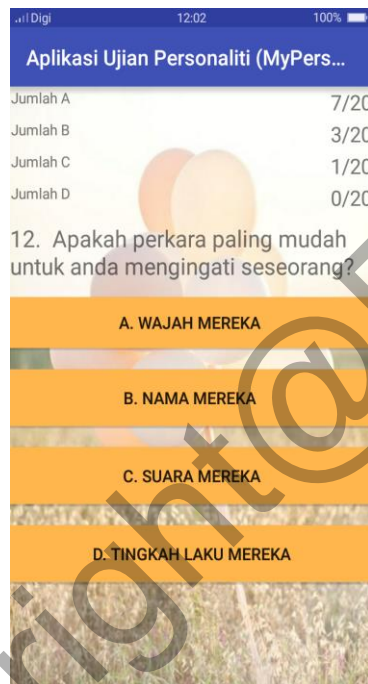 Digi 12:02 100%
Aplikasi Ujian Personaliti (MyPers...
Jumlah A 7/20
Jumlah B 3/20
Jumlah C 1/20
Jumlah D 0/20
12. Apakah perkara paling mudah
untuk anda mengingati seseorang?
A. WAJAH MEREKA
B. NAMA MEREKA
C. SUARA MEREKA
D. TINGKAH LAKU MEREKA
right@